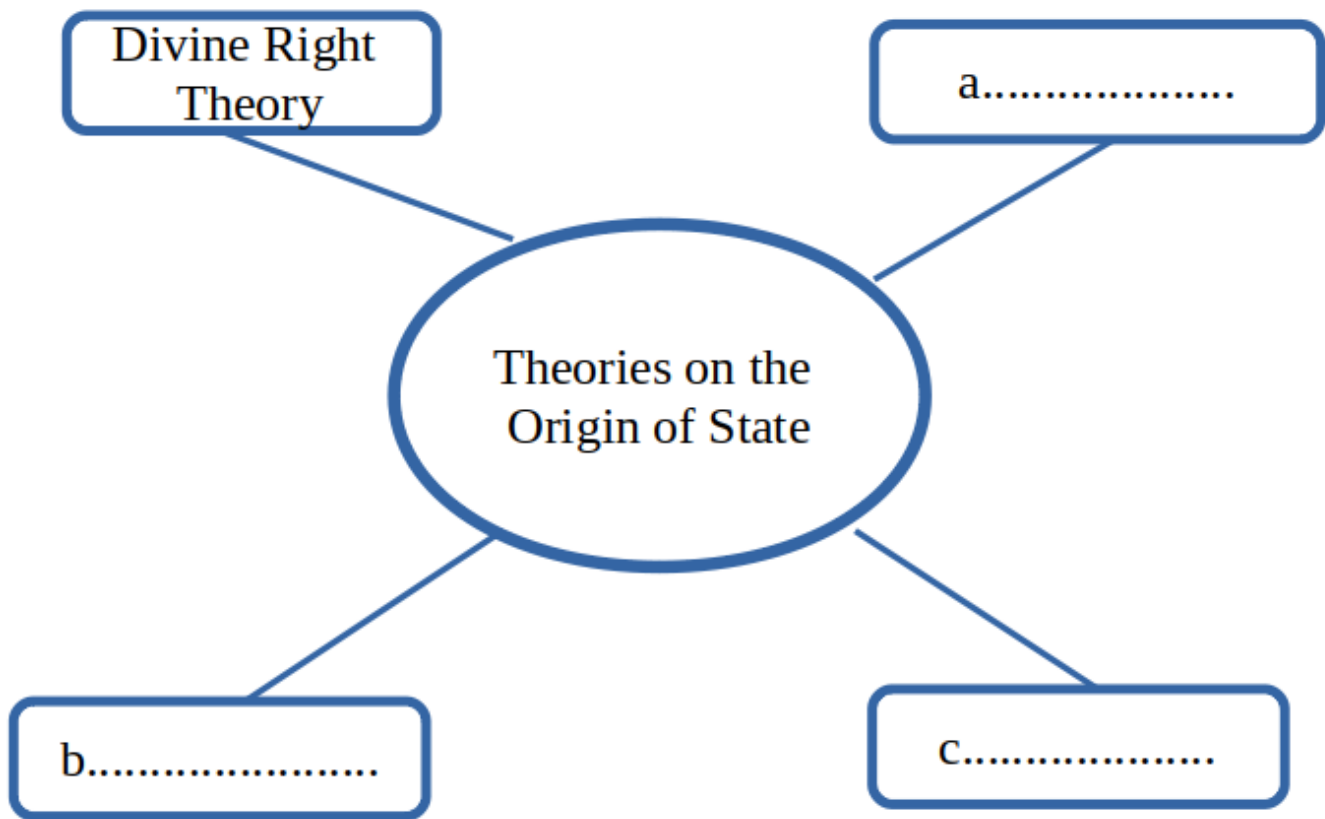 Divine Right
Theory
a....................
Theories on the
Origin of State
b.......................
c....................